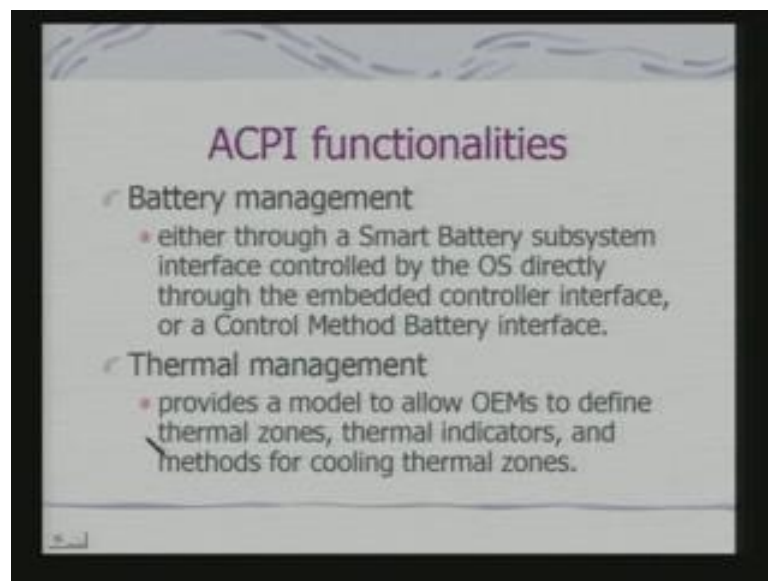 ACPI functionalities
Battery management
either through a Smart Battery subsystem
interface controlled by the OS directly
through the embedded controller interface,
or a Control Method Battery interface.
Thermal management
provides a model to allow OEMs to define
thermal zones, thermal indicators, and
methods for cooling thermal zones.